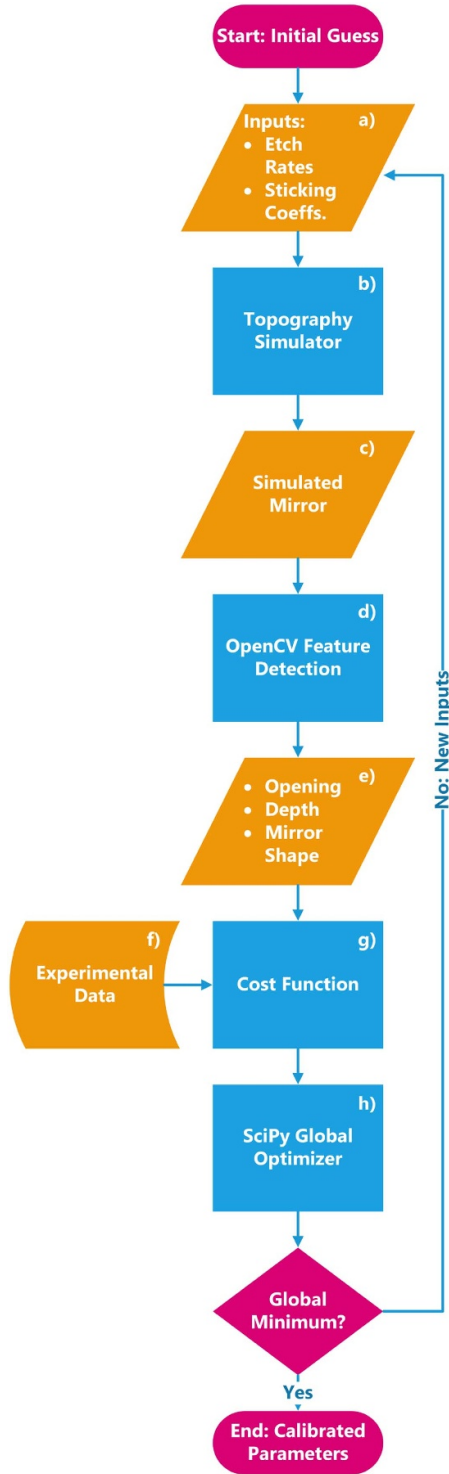 Start: Initial Guess
a)
Inputs:
• Etch
Rates
• Sticking
Coeffs.
b)
Topography
Simulator
c)
Simulated
Mirror
d)
OpenCV Feature
Detection
No: New Inputs
e)
• Opening
• Depth
• Mirror
Shape
f)
Experimental
Data
g)
Cost Function
h)
SciPy Global
Optimizer
Global
Minimum?
Yes
End: Calibrated
Parameters